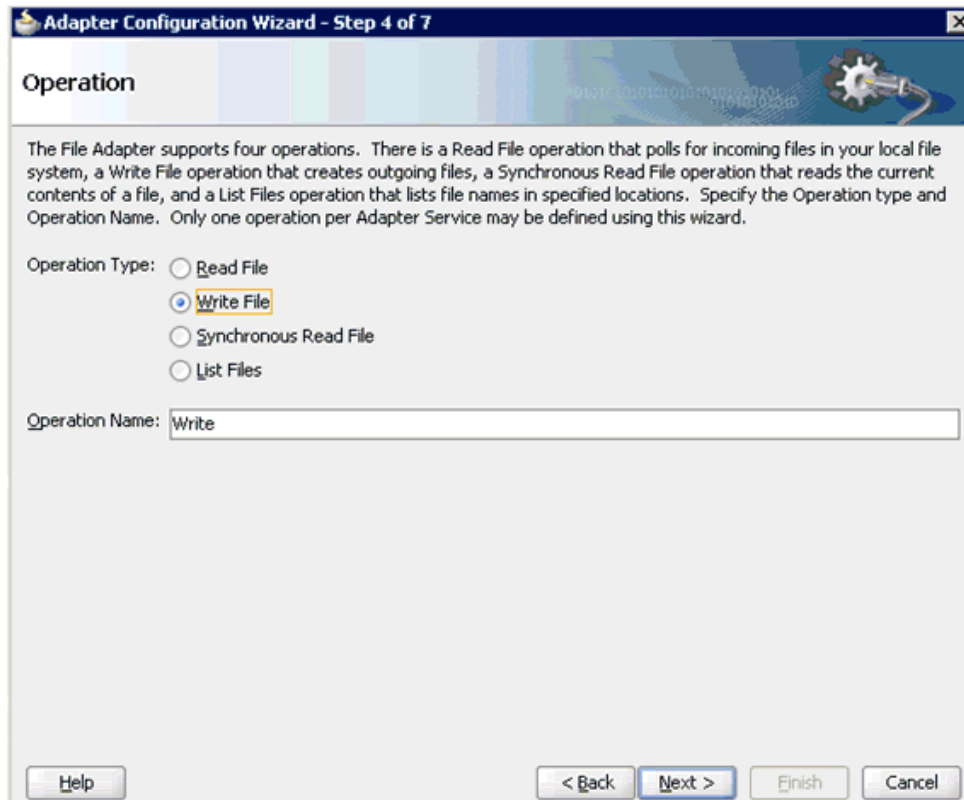 Adapter Configuration Wizard - Step 4 of 7
Operation
The File Adapter supports four operations. There is a Read File operation that polls for incoming files in your local file
system, a Write File operation that creates outgoing files, a Synchronous Read File operation that reads the current
contents of a file, and a List Files operation that lists file names in specified locations. Specify the Operation type and
Operation Name. Only one operation per Adapter Service may be defined using this wizard.
Operation Type: Read File
Write File
Synchronous Read File
List Files
Operation Name: Write
Help < Back Next > Finish Cancel